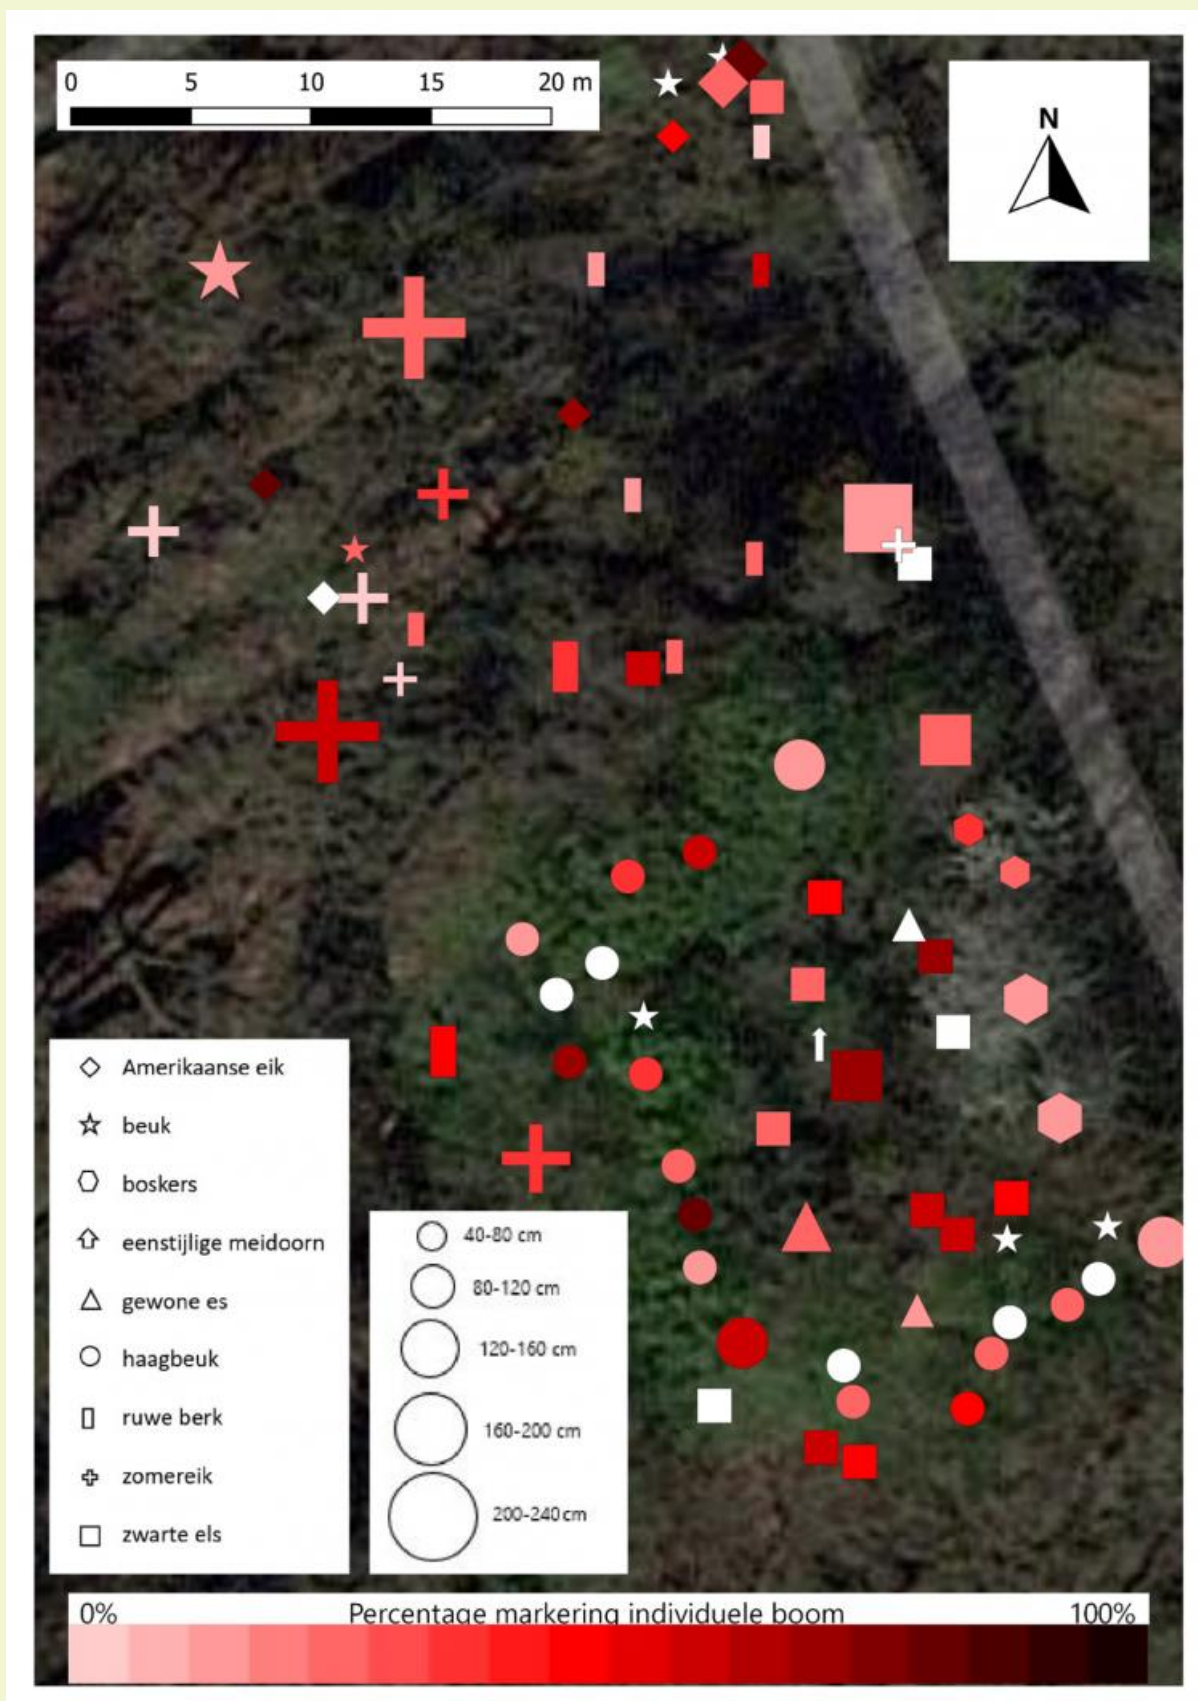 0 5 10 15 20 m
N
Amerikaanse eik
beuk
boskers
eenstijlige meidoorn
gewone es
haagbeuk
ruwe berk
zomereik
zwarte els
40-80 cm
80-120 cm
120-160 cm
160-200 cm
200-240 cm
0% Percentage markering individuele boom 100%